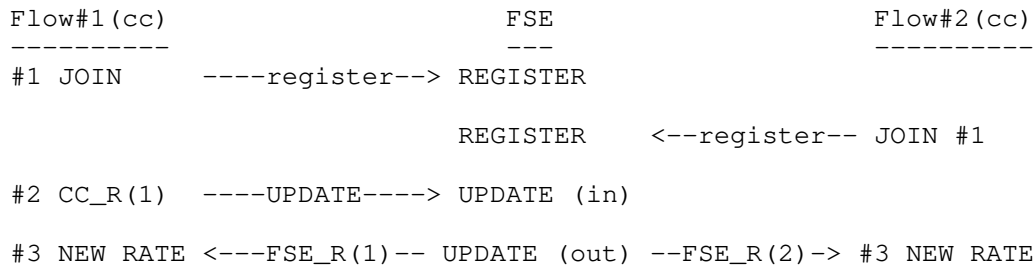 Flow#1(cc)                     FSE                    Flow#2(cc)
----------                     ---                    ----------
#1 JOIN     ----register--> REGISTER
                            REGISTER    <--register-- JOIN #1
#2 CC_R(1)  ----UPDATE----> UPDATE (in)
#3 NEW RATE <---FSE_R(1)-- UPDATE (out) --FSE_R(2)-> #3 NEW RATE